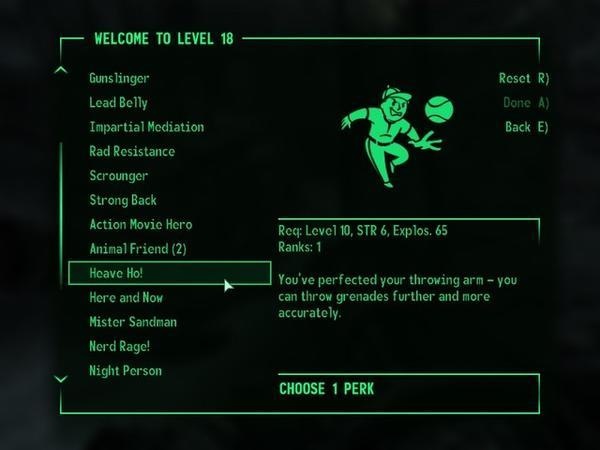 WELCOME TO LEVEL 18
Gunslinger
Lead Belly
Impartial Mediation
Rad Resistance
Scrounger
Strong Back
Action Movie Hero
Animal Friend (2)
Heave Ho!
Here and Now
Mister Sandman
Nerd Rage!
Night Person
Reset R)
Done A)
Back E)
Req: Level 10, STR 6, Explos. 65
Ranks: 1
You've perfected your throwing arm – you
can throw grenades further and more
accurately.
CHOOSE 1 PERK